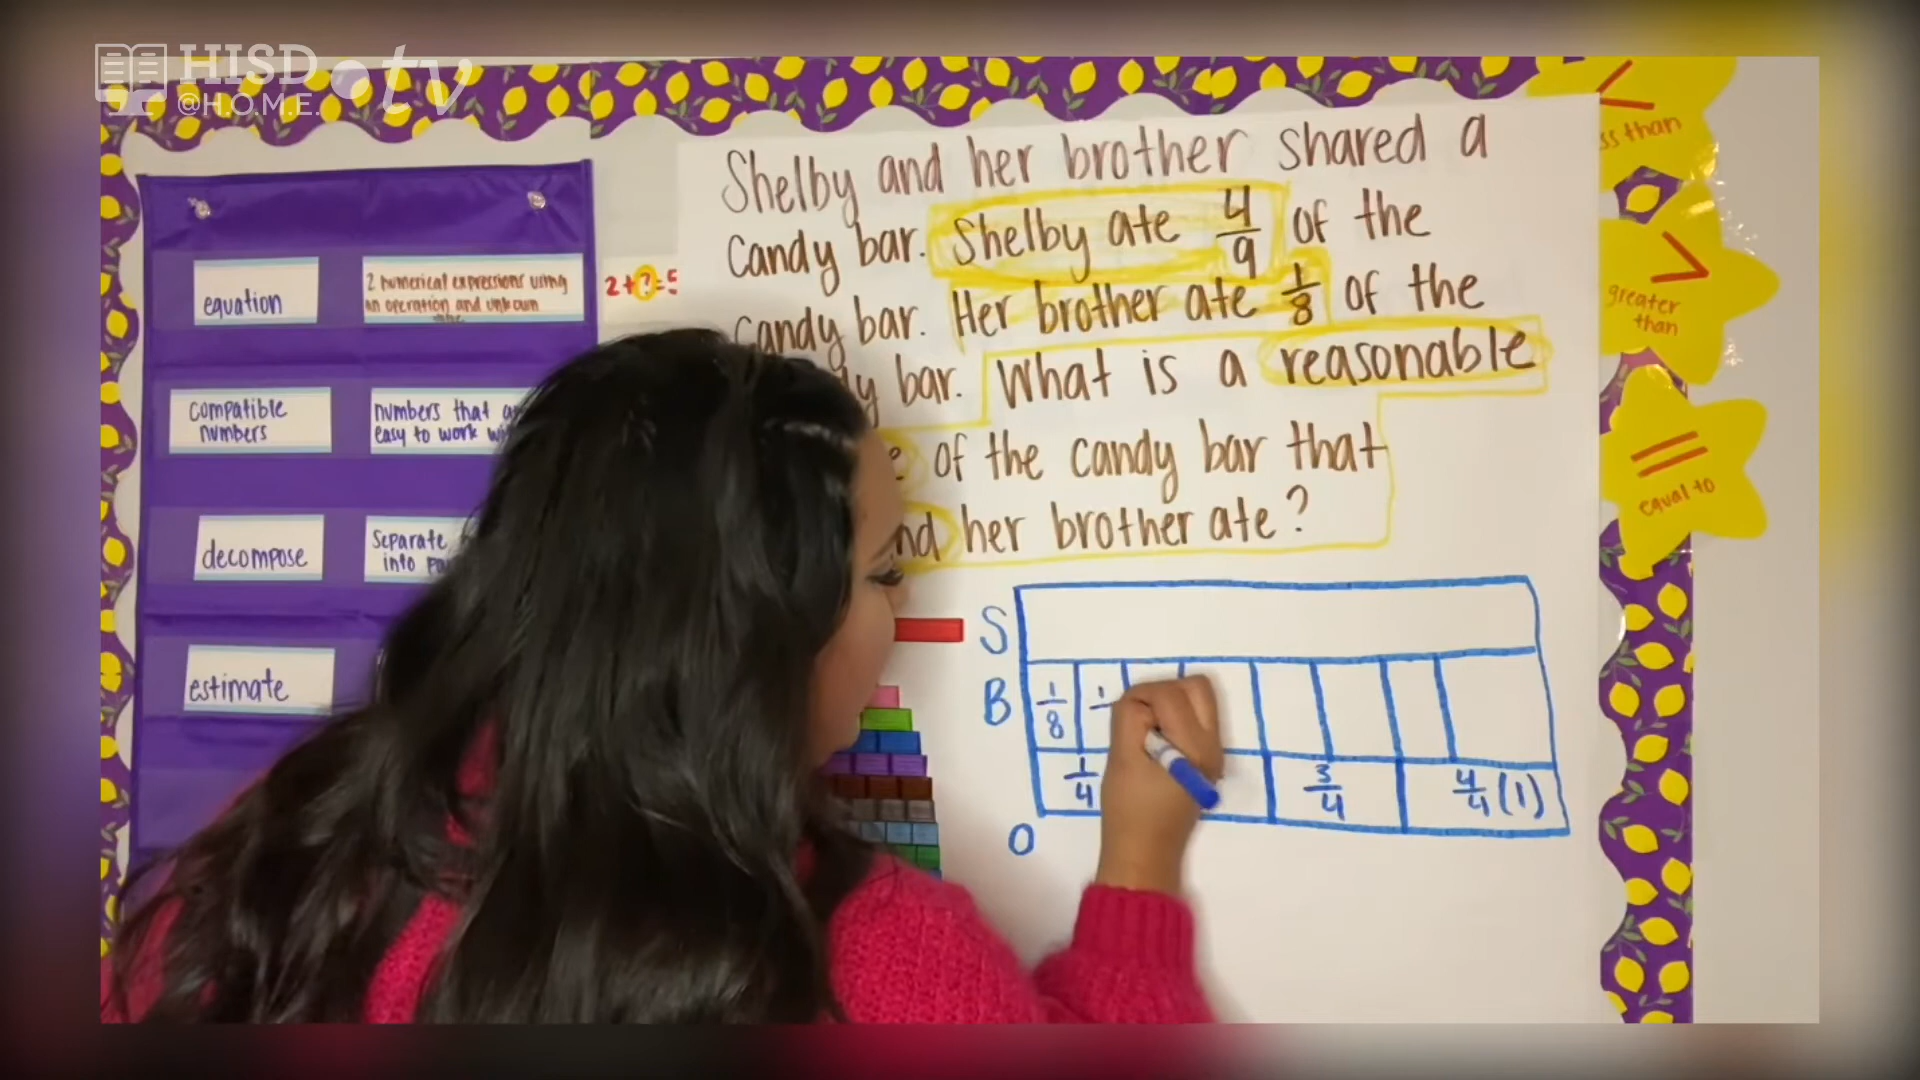 HISD
@H.O.M.E. tv
Shelby and her brother shared a
candy bar. Shelby ate 4/9 of the
candy bar. Her brother ate 1/8 of the
bar. What is a reasonable
of the candy bar that
her brother ate?
equation
2 numerical expressions using
an operation and unkown
2+?=5
compatible
numbers
numbers that
easy to work
decompose
Separate
into
estimate
than
greater
than
equal to
S
B 1/8
1/4 3/4 4/4 (1)
0